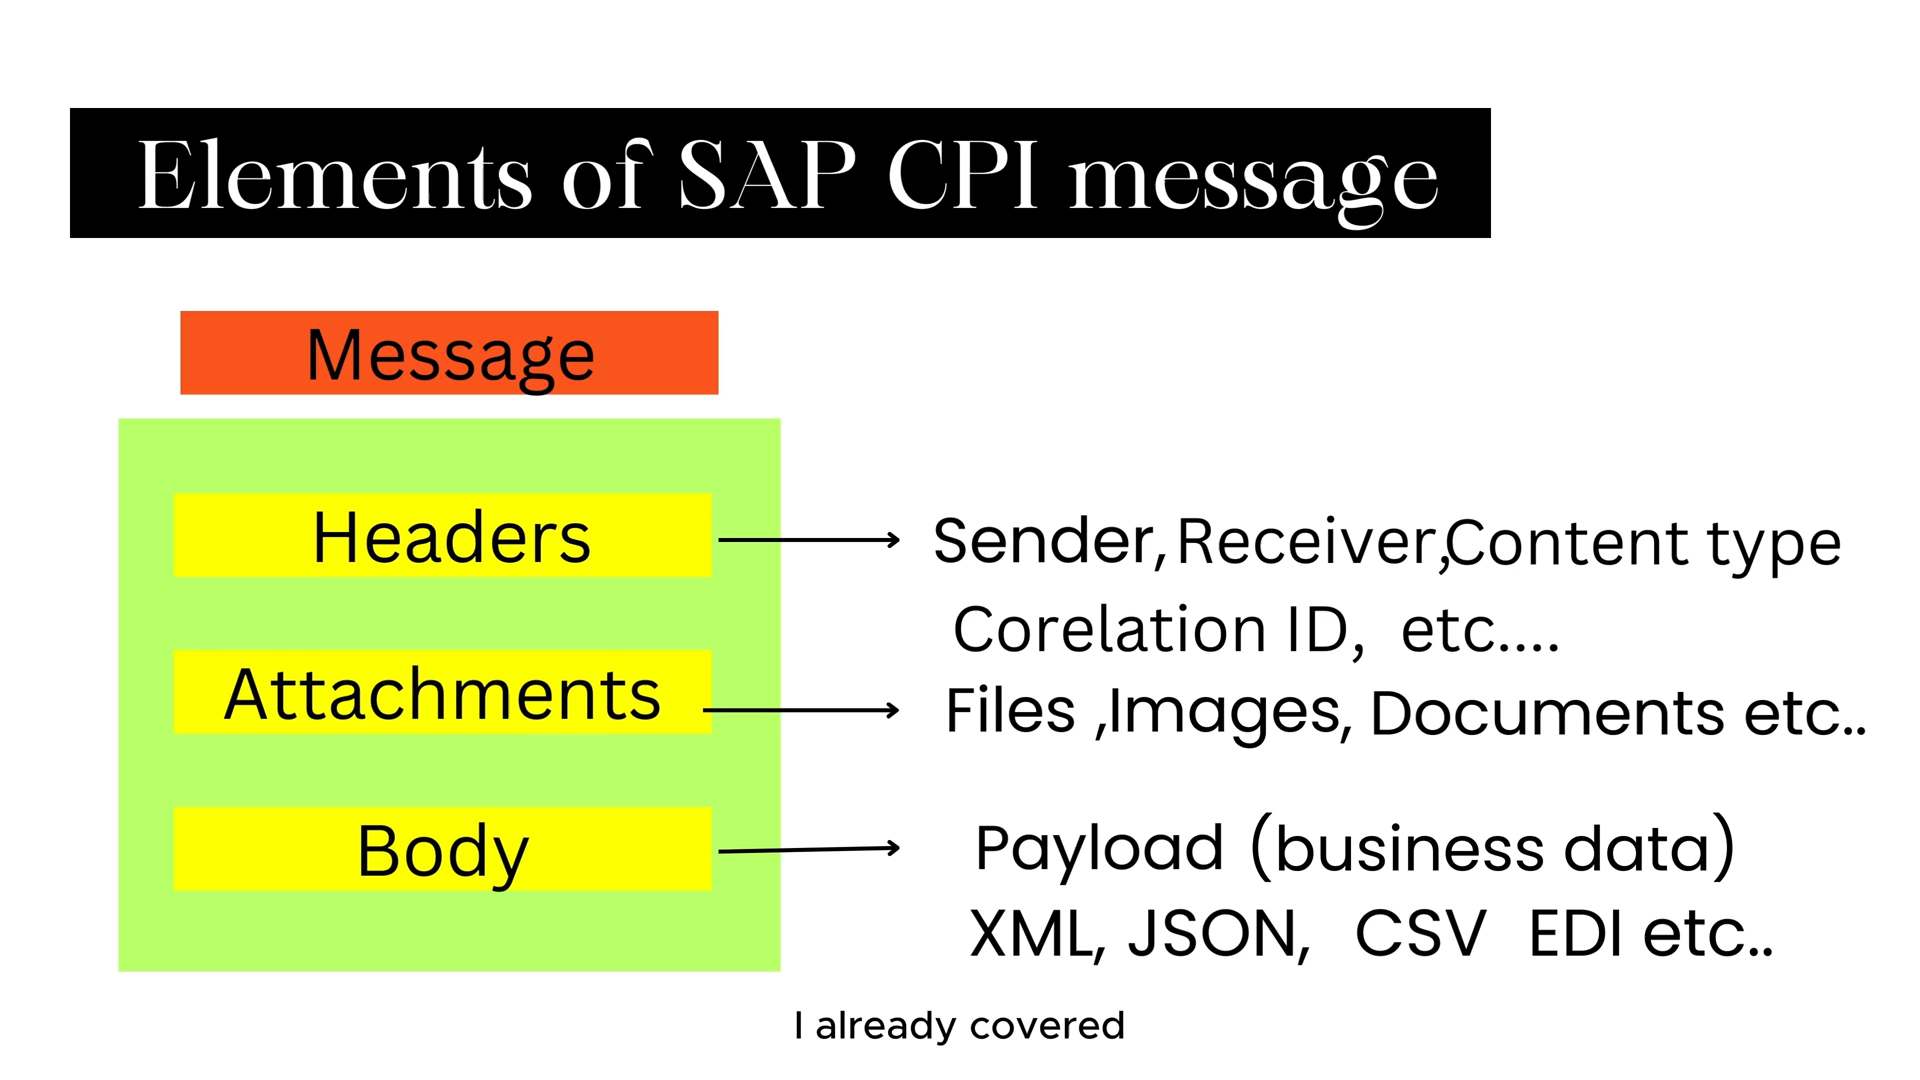 Elements of SAP CPI message
Message
Headers
Sender, Receiver,Content type
Corelation ID, etc....
Attachments
Files ,Images, Documents etc..
Body
Payload (business data)
XML, JSON, CSV EDI etc..
I already covered